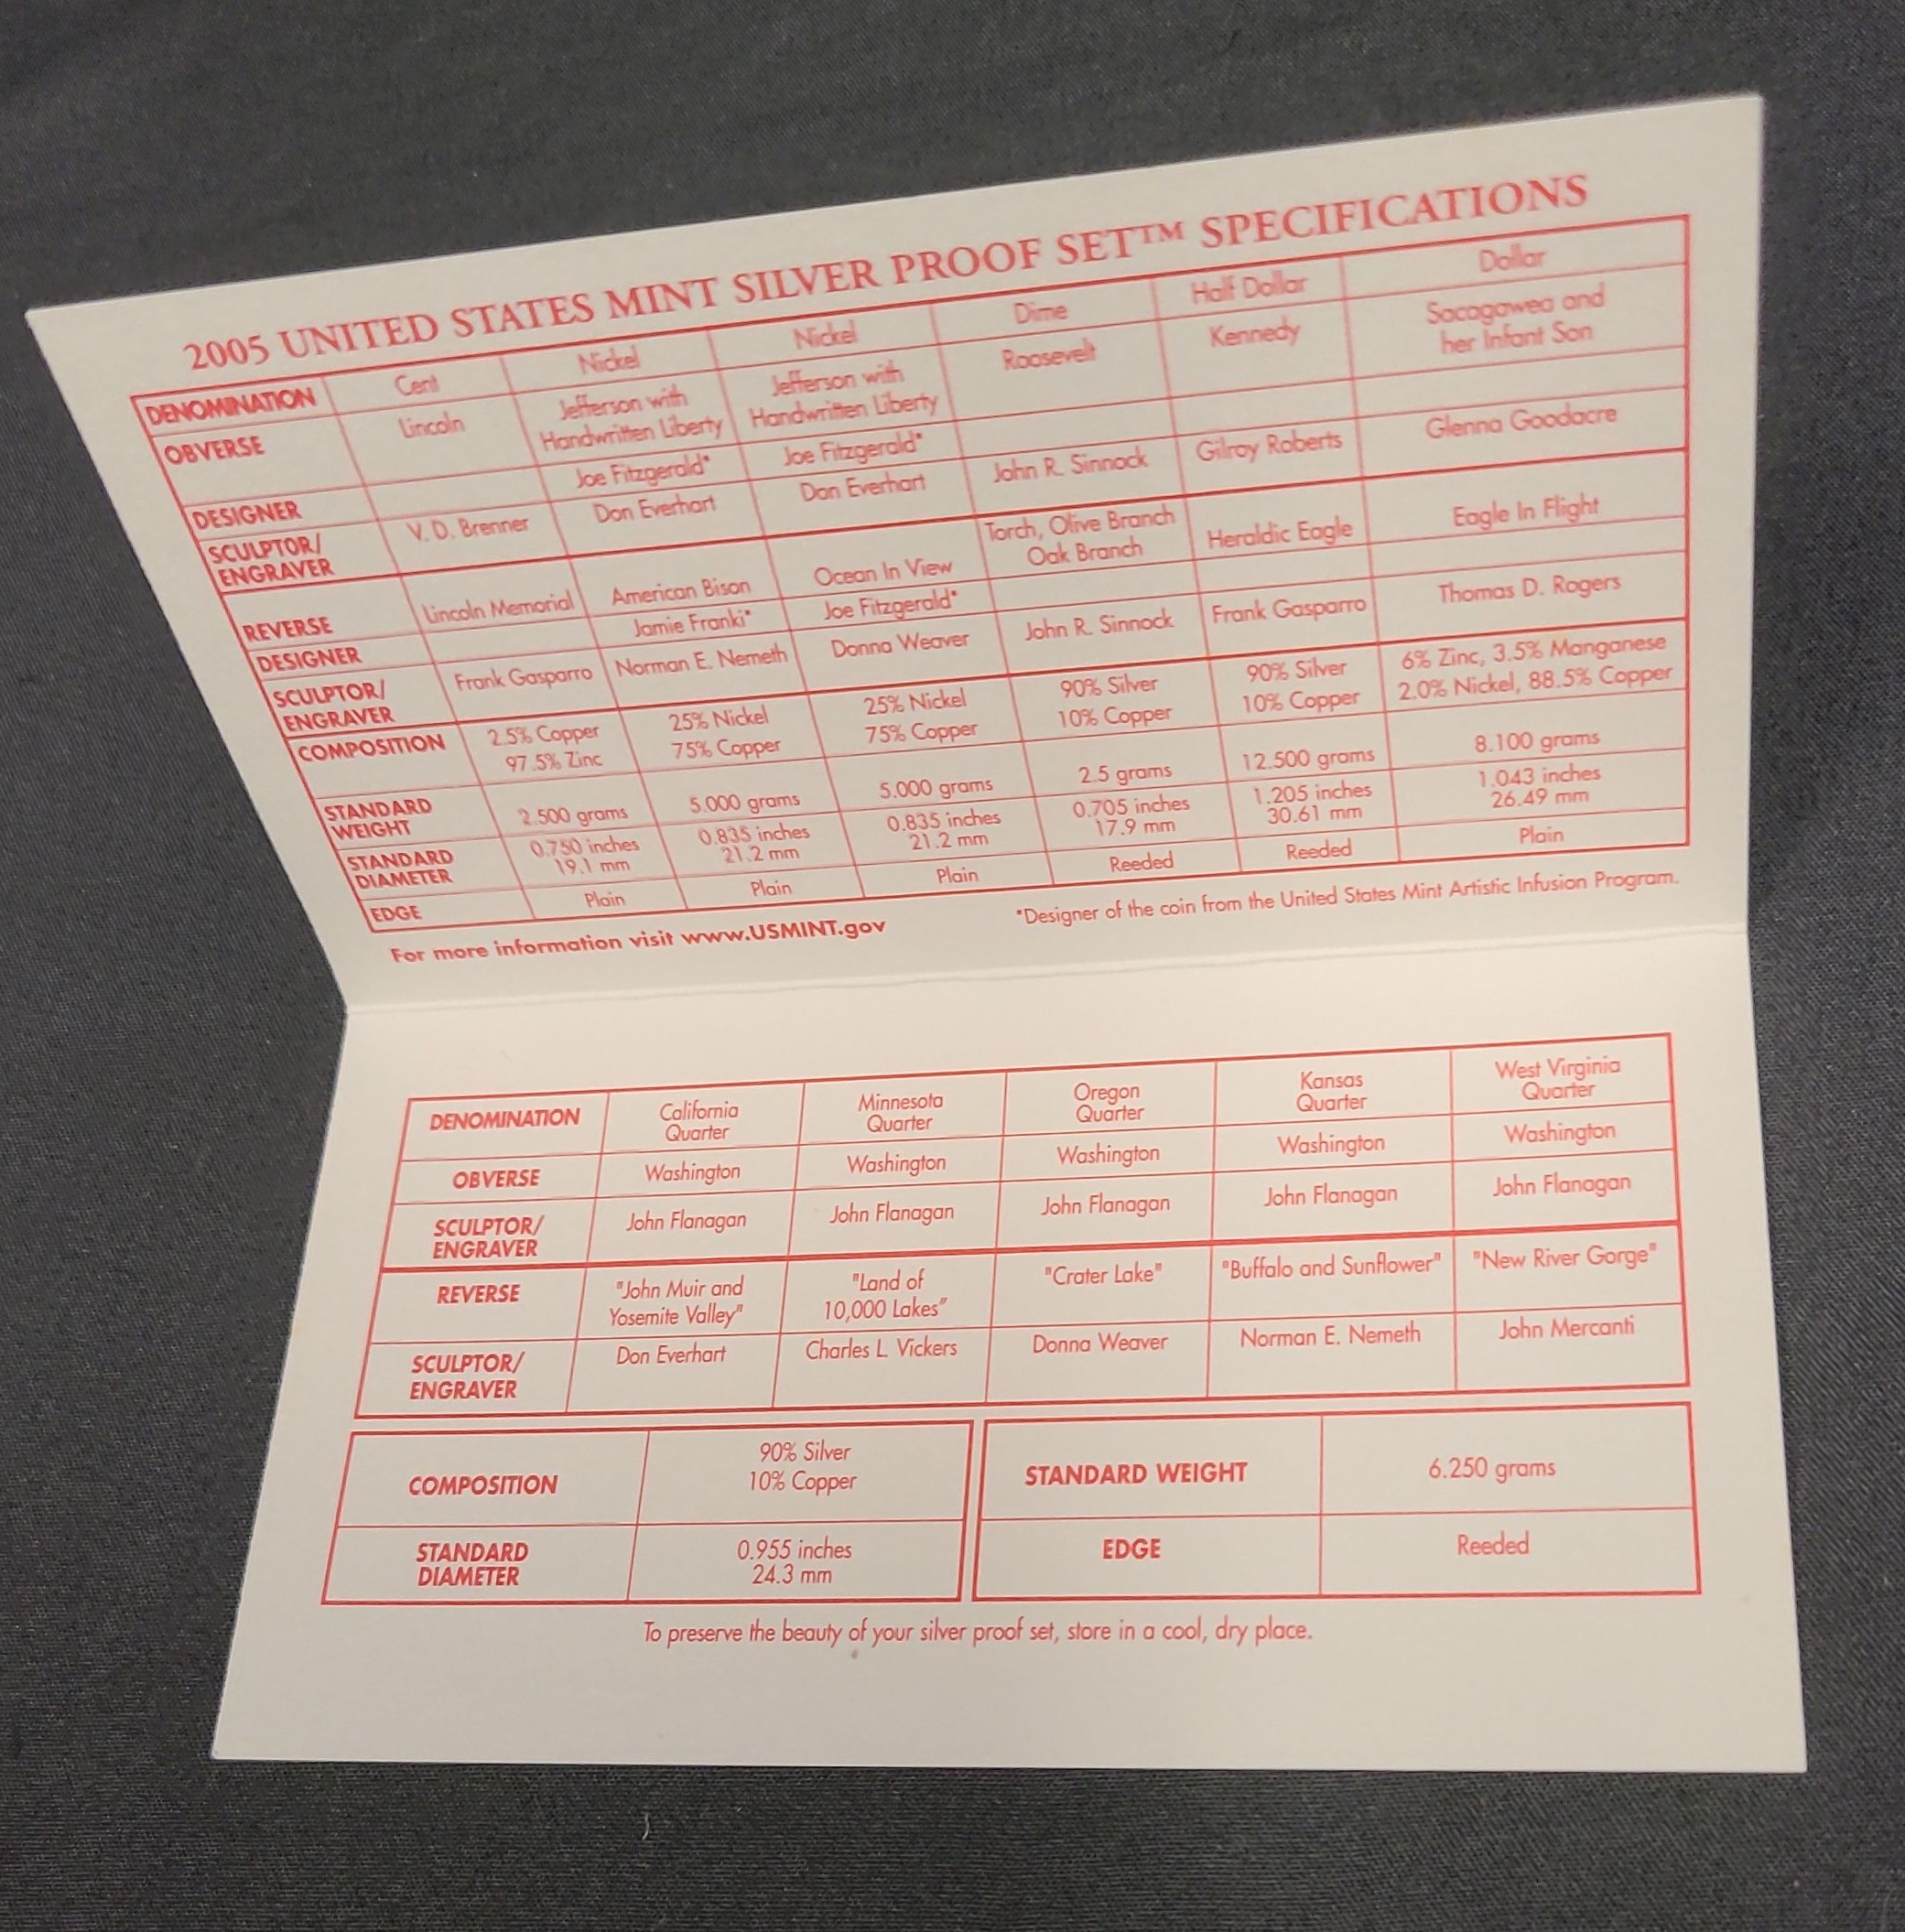 2005 UNITED STATES MINT SILVER PROOF SET™ SPECIFICATIONS
DENOMINATION Cent Nickel Nickel Dime Half Dollar Dollar
OBVERSE Lincoln Jefferson with Handwritten Liberty Jefferson with Handwritten Liberty Roosevelt Kennedy Sacagawea and her Infant Son
DESIGNER Joe Fitzgerald* Joe Fitzgerald*
SCULPTOR/ ENGRAVER V. D. Brenner Don Everhart Don Everhart John R. Sinnock Gilroy Roberts Glenna Goodacre
REVERSE Lincoln Memorial American Bison Ocean In View Torch, Olive Branch Oak Branch Heraldic Eagle Eagle In Flight
DESIGNER Jamie Franki* Joe Fitzgerald*
SCULPTOR/ ENGRAVER Frank Gasparro Norman E. Nemeth Donna Weaver John R. Sinnock Frank Gasparro Thomas D. Rogers
COMPOSITION 2.5% Copper 97.5% Zinc 25% Nickel 75% Copper 25% Nickel 75% Copper 90% Silver 10% Copper 90% Silver 10% Copper 6% Zinc, 3.5% Manganese 2.0% Nickel, 88.5% Copper
STANDARD WEIGHT 2.500 grams 5.000 grams 5.000 grams 2.5 grams 12.500 grams 8.100 grams
STANDARD DIAMETER 0.750 inches 19.1 mm 0.835 inches 21.2 mm 0.835 inches 21.2 mm 0.705 inches 17.9 mm 1.205 inches 30.61 mm 1.043 inches 26.49 mm
EDGE Plain Plain Plain Reeded Reeded Plain
For more information visit www.USMINT.gov
*Designer of the coin from the United States Mint Artistic Infusion Program.
DENOMINATION California Quarter Minnesota Quarter Oregon Quarter Kansas Quarter West Virginia Quarter
OBVERSE Washington Washington Washington Washington Washington
SCULPTOR/ ENGRAVER John Flanagan John Flanagan John Flanagan John Flanagan John Flanagan
REVERSE "John Muir and Yosemite Valley" "Land of 10,000 Lakes" "Crater Lake" "Buffalo and Sunflower" "New River Gorge"
SCULPTOR/ ENGRAVER Don Everhart Charles L. Vickers Donna Weaver Norman E. Nemeth John Mercanti
COMPOSITION 90% Silver 10% Copper
STANDARD WEIGHT 6.250 grams
STANDARD DIAMETER 0.955 inches 24.3 mm
EDGE Reeded
To preserve the beauty of your silver proof set, store in a cool, dry place.